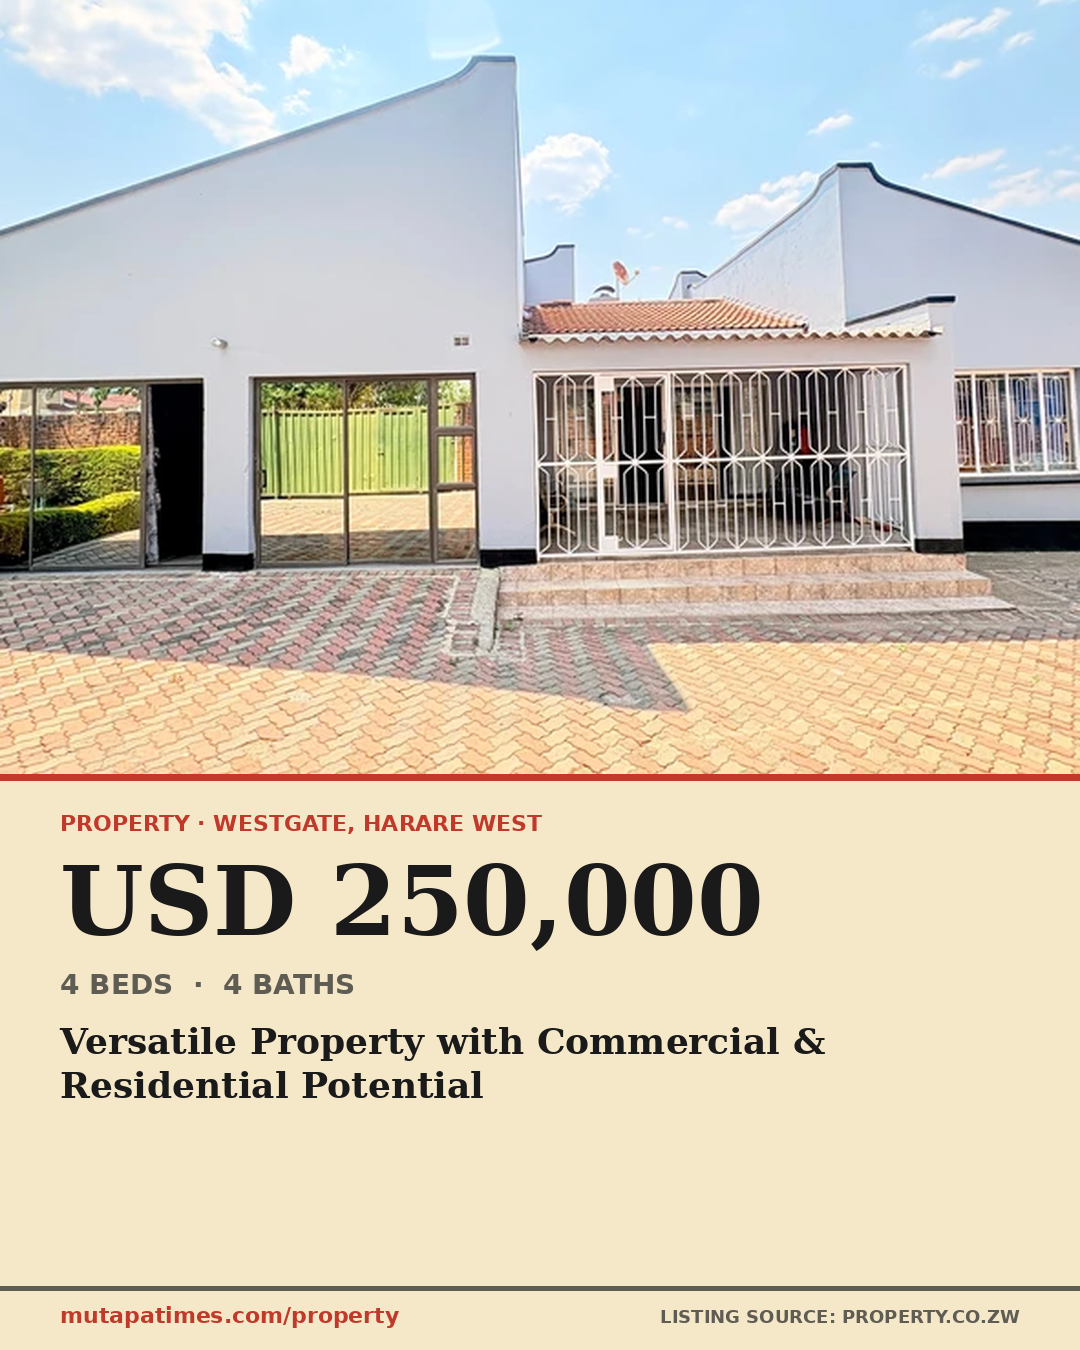 PROPERTY · WESTGATE, HARARE WEST
USD 250,000
4 BEDS · 4 BATHS
Versatile Property with Commercial &
Residential Potential
mutapatimes.com/property
LISTING SOURCE: PROPERTY.CO.ZW